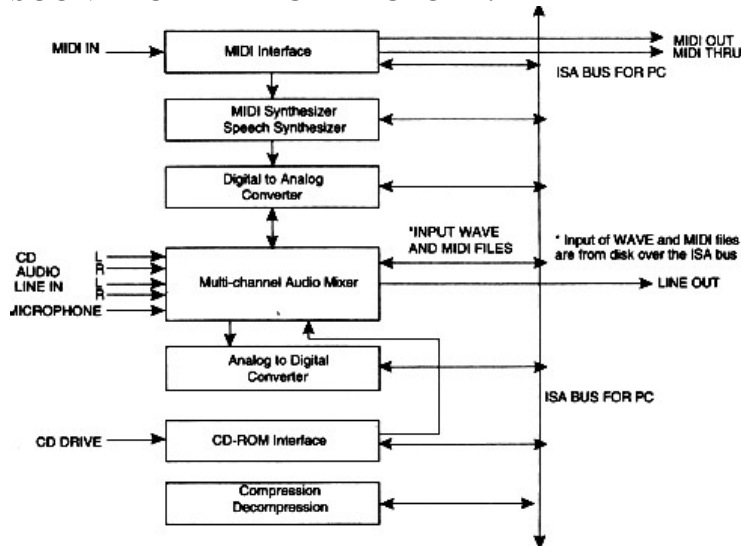 MIDI IN
MIDI Interface
MIDI OUT
MIDI THRU
ISA BUS FOR PC
MIDI Synthesizer
Speech Synthesizer
Digital to Analog
Converter
*INPUT WAVE
AND MIDI FILES
* Input of WAVE and MIDI files
are from disk over the ISA bus
CD
AUDIO
LINE IN
L
R
L
R
MICROPHONE
Multi-channel Audio Mixer
LINE OUT
Analog to Digital
Converter
ISA BUS FOR PC
CD DRIVE
CD-ROM Interface
Compression
Decompression